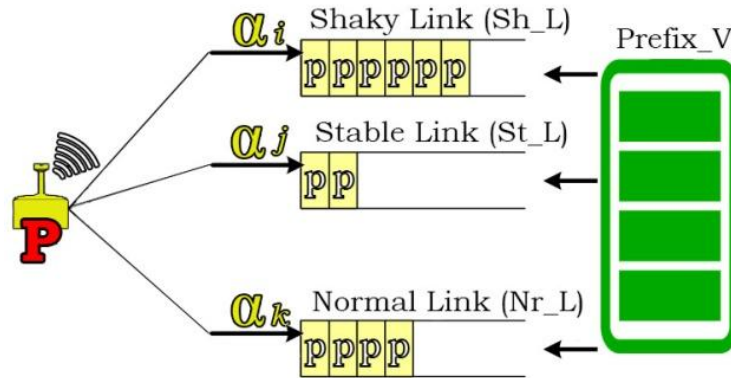 Shaky Link (Sh_L)
Prefix_V
αi
pppppp
Stable Link (St_L)
αj
pp
P
Normal Link (Nr_L)
αk
pppp